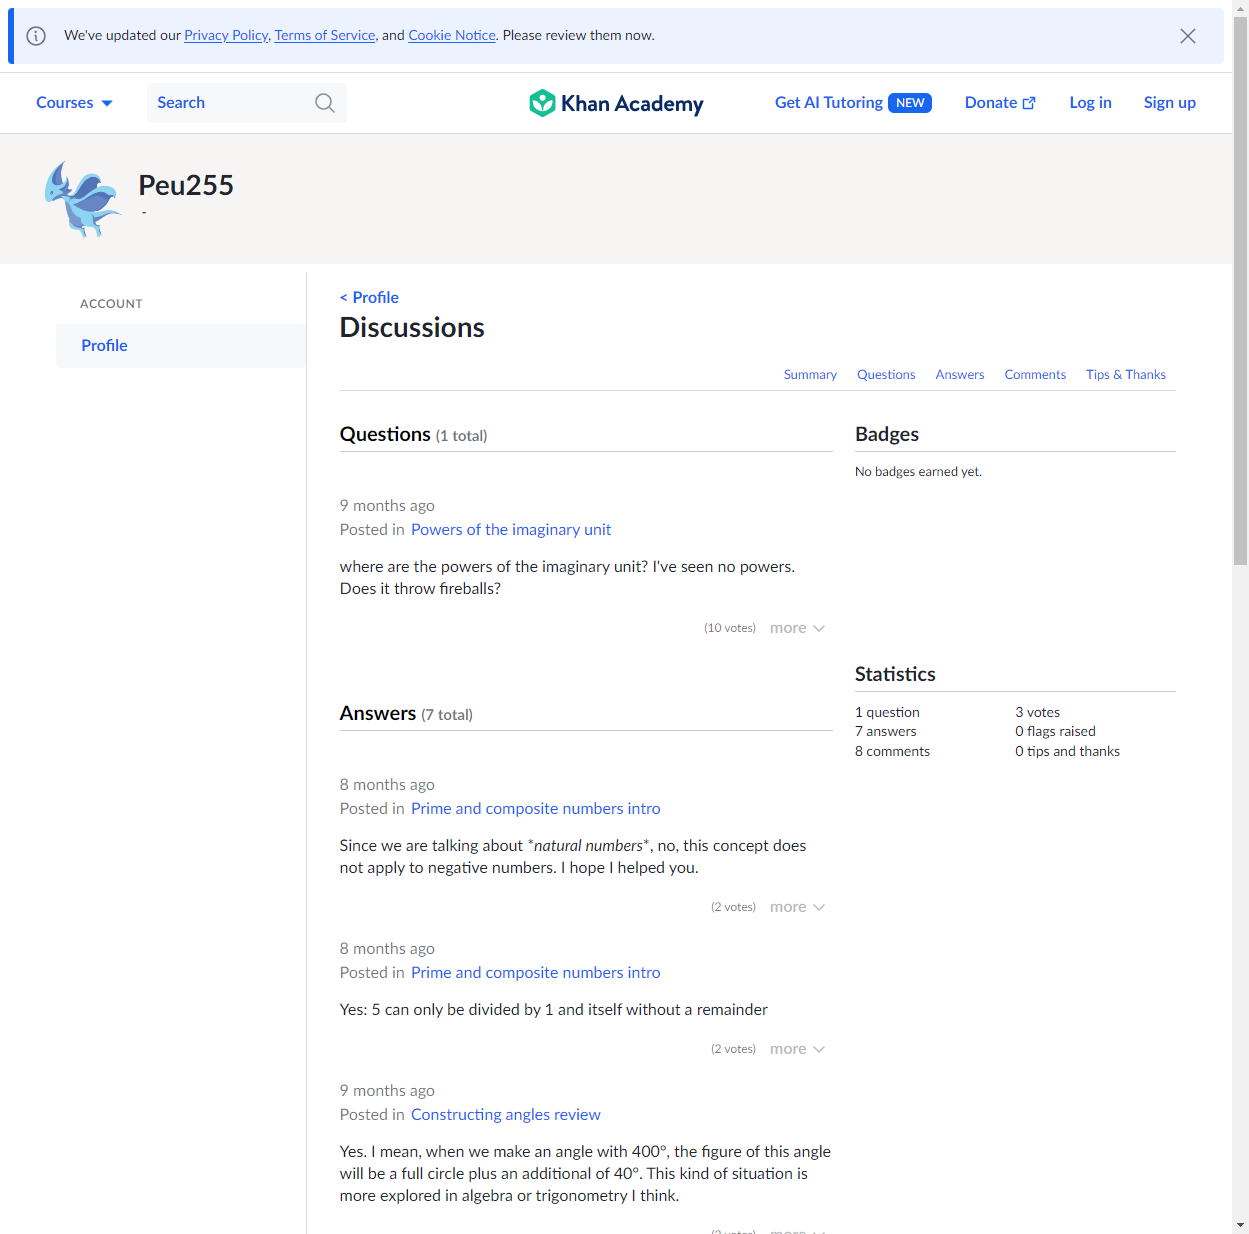 We've updated our Privacy Policy, Terms of Service, and Cookie Notice. Please review them now.
Courses
Search
Khan Academy
Get AI Tutoring NEW
Donate
Log in
Sign up
Peu255
-
ACCOUNT
Profile
< Profile
Discussions
Summary
Questions
Answers
Comments
Tips & Thanks
Questions (1 total)
9 months ago
Posted in Powers of the imaginary unit
where are the powers of the imaginary unit? I've seen no powers.
Does it throw fireballs?
(10 votes) more
Answers (7 total)
8 months ago
Posted in Prime and composite numbers intro
Since we are talking about *natural numbers*, no, this concept does
not apply to negative numbers. I hope I helped you.
(2 votes) more
8 months ago
Posted in Prime and composite numbers intro
Yes: 5 can only be divided by 1 and itself without a remainder
(2 votes) more
9 months ago
Posted in Constructing angles review
Yes. I mean, when we make an angle with 400°, the figure of this angle
will be a full circle plus an additional of 40°. This kind of situation is
more explored in algebra or trigonometry I think.
Badges
No badges earned yet.
Statistics
1 question
3 votes
7 answers
0 flags raised
8 comments
0 tips and thanks